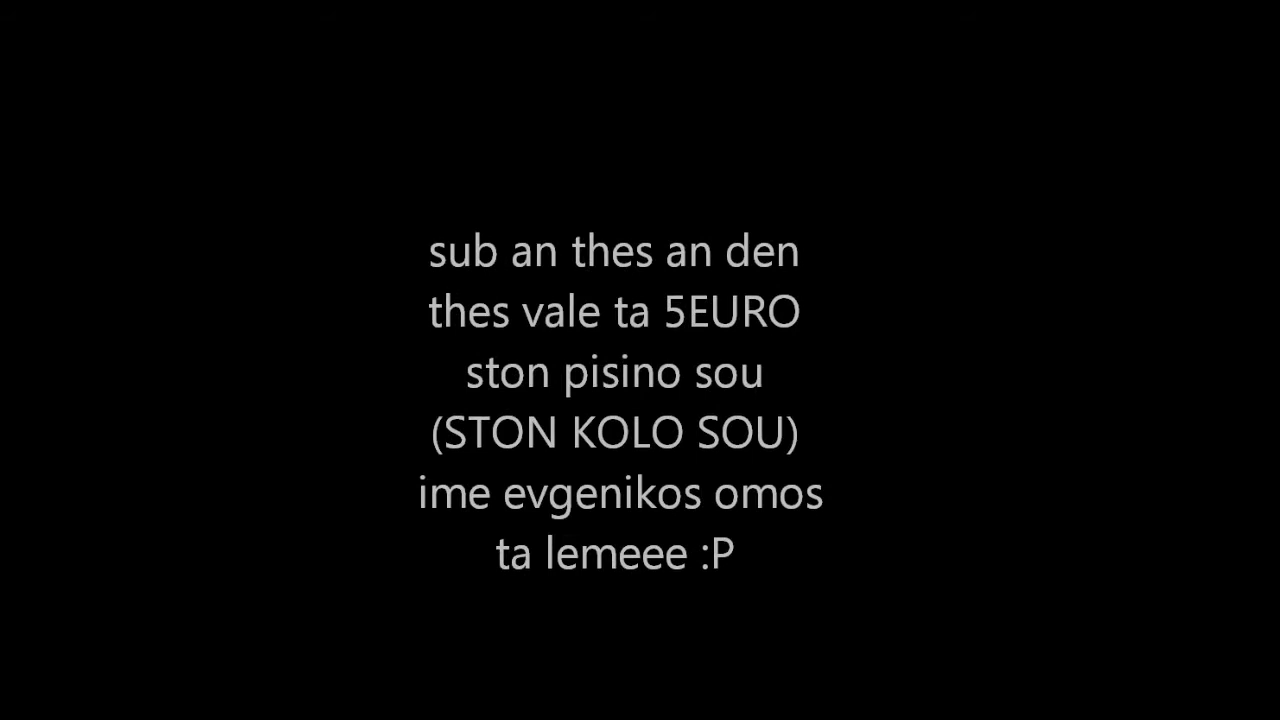 sub an thes an den
thes vale ta 5EURO
ston pisino sou
(STON KOLO SOU)
ime evgenikos omos
ta lemeee :P